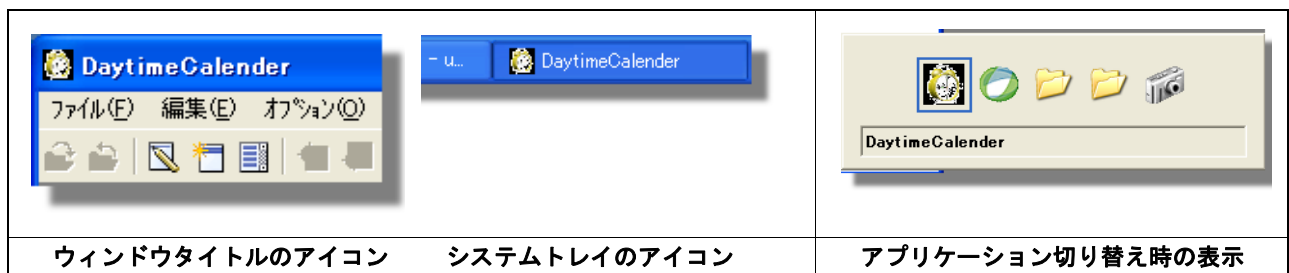 DaytimeCalender
ファイル(F) 編集(E) オプション(O)
- u...
DaytimeCalender
DaytimeCalender
ウィンドウタイトルのアイコン
システムトレイのアイコン
アプリケーション切り替え時の表示